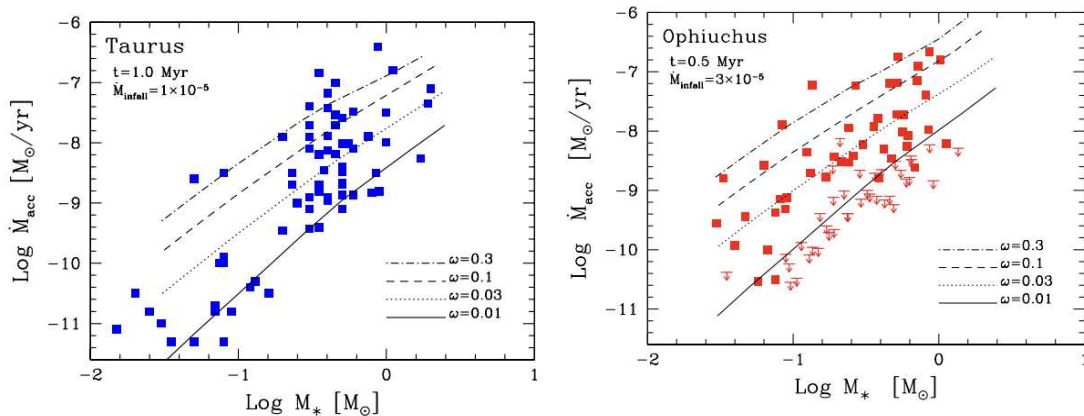 Taurus
t=1.0 Myr
Ṁinfall=1×10⁻⁵
Log Ṁacc [M☉/yr]
-6
-7
-8
-9
-10
-11
ω=0.3
ω=0.1
ω=0.03
ω=0.01
-2
-1
0
1
Log M* [M☉]
Ophiuchus
t=0.5 Myr
Ṁinfall=3×10⁻⁵
Log Ṁacc [M☉/yr]
-6
-7
-8
-9
-10
-11
ω=0.3
ω=0.1
ω=0.03
ω=0.01
-2
-1
0
1
Log M* [M☉]